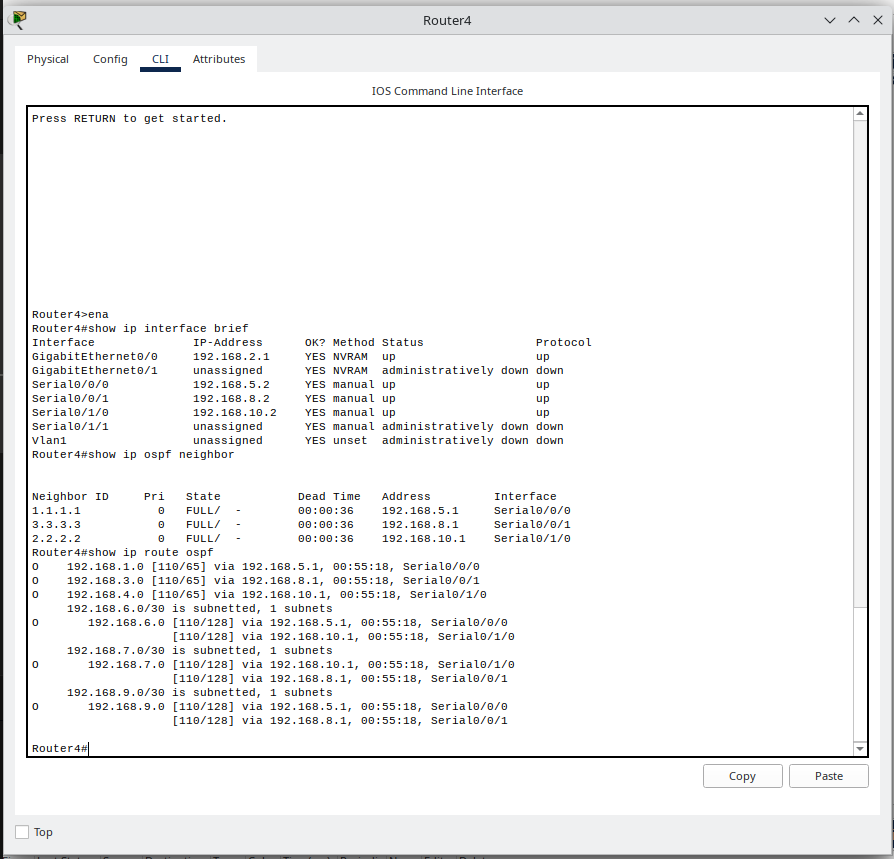 Router4
Physical Config CLI Attributes
IOS Command Line Interface
Press RETURN to get started.
Router4>ena
Router4#show ip interface brief
Interface IP-Address OK? Method Status Protocol
GigabitEthernet0/0 192.168.2.1 YES NVRAM up up
GigabitEthernet0/1 unassigned YES NVRAM administratively down down
Serial0/0/0 192.168.5.2 YES manual up up
Serial0/0/1 192.168.8.2 YES manual up up
Serial0/1/0 192.168.10.2 YES manual up up
Serial0/1/1 unassigned YES manual administratively down down
Vlan1 unassigned YES unset administratively down down
Router4#show ip ospf neighbor
Neighbor ID Pri State Dead Time Address Interface
1.1.1.1 0 FULL/ - 00:00:36 192.168.5.1 Serial0/0/0
3.3.3.3 0 FULL/ - 00:00:36 192.168.8.1 Serial0/0/1
2.2.2.2 0 FULL/ - 00:00:36 192.168.10.1 Serial0/1/0
Router4#show ip route ospf
O 192.168.1.0 [110/65] via 192.168.5.1, 00:55:18, Serial0/0/0
O 192.168.3.0 [110/65] via 192.168.8.1, 00:55:18, Serial0/0/1
O 192.168.4.0 [110/65] via 192.168.10.1, 00:55:18, Serial0/1/0
192.168.6.0/30 is subnetted, 1 subnets
O 192.168.6.0 [110/128] via 192.168.5.1, 00:55:18, Serial0/0/0
[110/128] via 192.168.10.1, 00:55:18, Serial0/1/0
192.168.7.0/30 is subnetted, 1 subnets
O 192.168.7.0 [110/128] via 192.168.10.1, 00:55:18, Serial0/1/0
[110/128] via 192.168.8.1, 00:55:18, Serial0/0/1
192.168.9.0/30 is subnetted, 1 subnets
O 192.168.9.0 [110/128] via 192.168.5.1, 00:55:18, Serial0/0/0
[110/128] via 192.168.8.1, 00:55:18, Serial0/0/1
Router4#
Copy Paste
Top